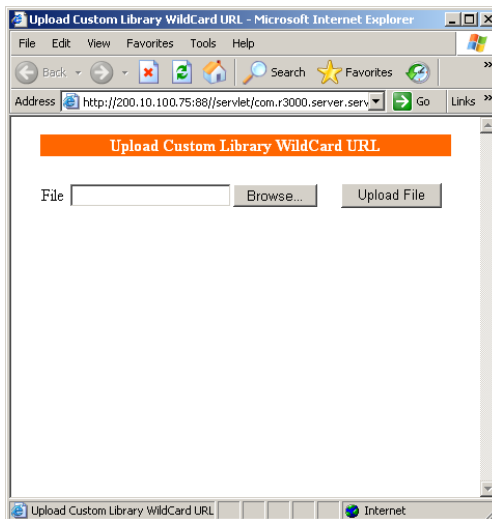 Upload Custom Library WildCard URL - Microsoft Internet Explorer
File Edit View Favorites Tools Help
Back Search Favorites »
Address http://200.10.100.75:88//servlet/com.r3000.server.serv Go Links »
Upload Custom Library WildCard URL
File Browse... Upload File
Upload Custom Library WildCard URL Internet